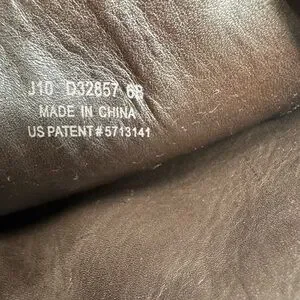 J10 D32857 6B
MADE IN CHINA
US PATENT#5713141